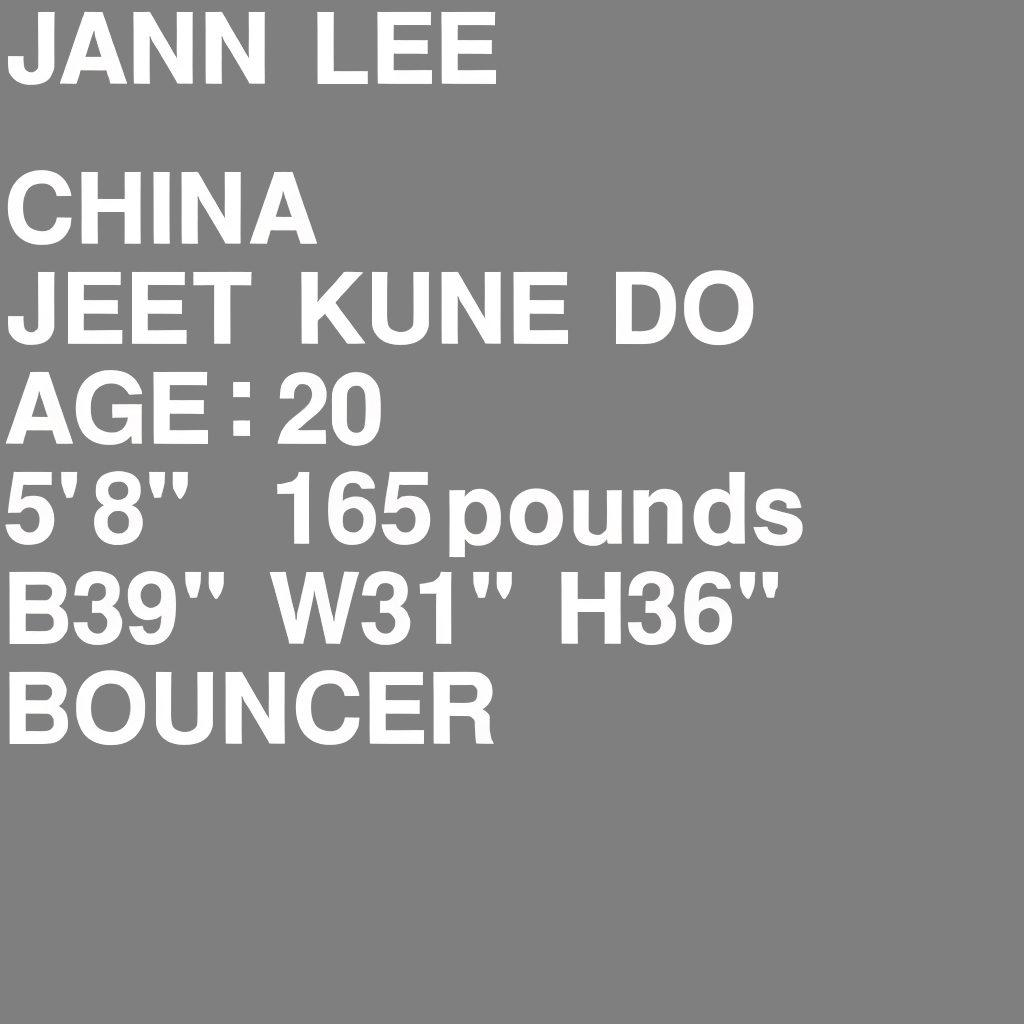 JANN LEE
CHINA
JEET KUNE DO
AGE:20
5'8" 165pounds
B39" W31" H36"
BOUNCER